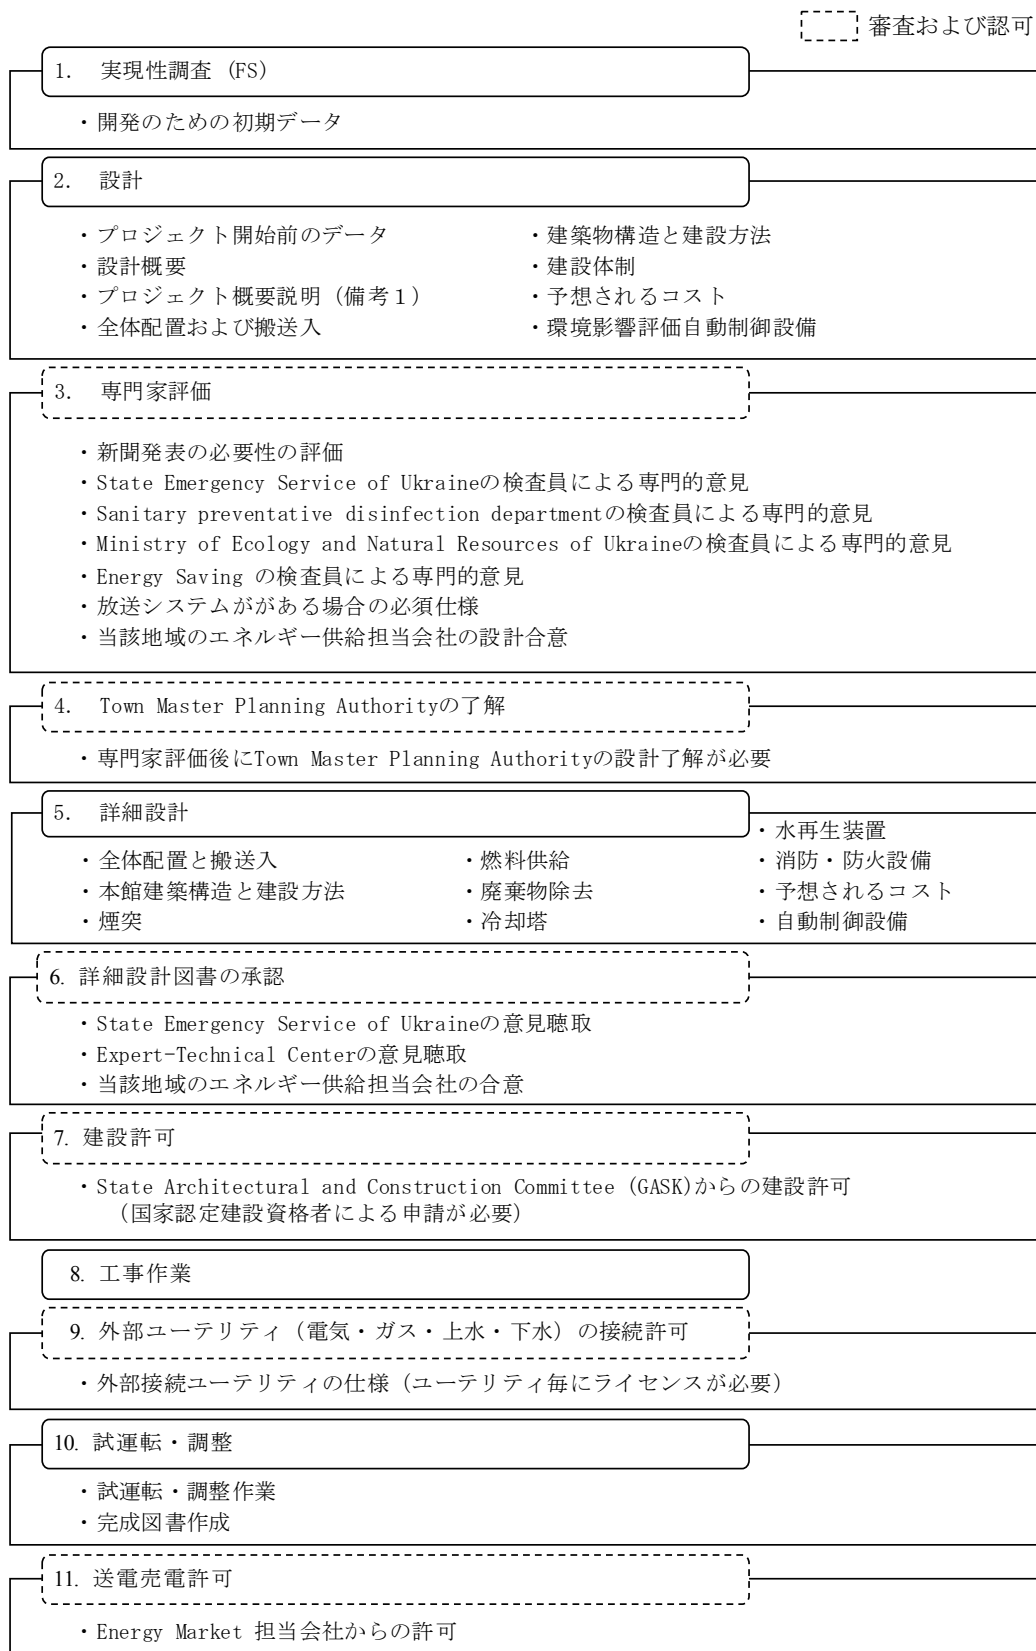 審査および認可
1. 実現性調査 (FS)
・開発のための初期データ
2. 設計
・プロジェクト開始前のデータ
・設計概要
・プロジェクト概要説明（備考１）
・全体配置および搬送入
・建築物構造と建設方法
・建設体制
・予想されるコスト
・環境影響評価自動制御設備
3. 専門家評価
・新聞発表の必要性の評価
・State Emergency Service of Ukraineの検査員による専門的意見
・Sanitary preventative disinfection departmentの検査員による専門的意見
・Ministry of Ecology and Natural Resources of Ukraineの検査員による専門的意見
・Energy Saving の検査員による専門的意見
・放送システムががある場合の必須仕様
・当該地域のエネルギー供給担当会社の設計合意
4. Town Master Planning Authorityの了解
・専門家評価後にTown Master Planning Authorityの設計了解が必要
5. 詳細設計
・全体配置と搬送入
・本館建築構造と建設方法
・煙突
・燃料供給
・廃棄物除去
・冷却塔
・水再生装置
・消防・防火設備
・予想されるコスト
・自動制御設備
6. 詳細設計図書の承認
・State Emergency Service of Ukraineの意見聴取
・Expert-Technical Centerの意見聴取
・当該地域のエネルギー供給担当会社の合意
7. 建設許可
・State Architectural and Construction Committee (GASK)からの建設許可
（国家認定建設資格者による申請が必要）
8. 工事作業
9. 外部ユーテリティ（電気・ガス・上水・下水）の接続許可
・外部接続ユーテリティの仕様（ユーテリティ毎にライセンスが必要）
10. 試運転・調整
・試運転・調整作業
・完成図書作成
11. 送電売電許可
・Energy Market 担当会社からの許可